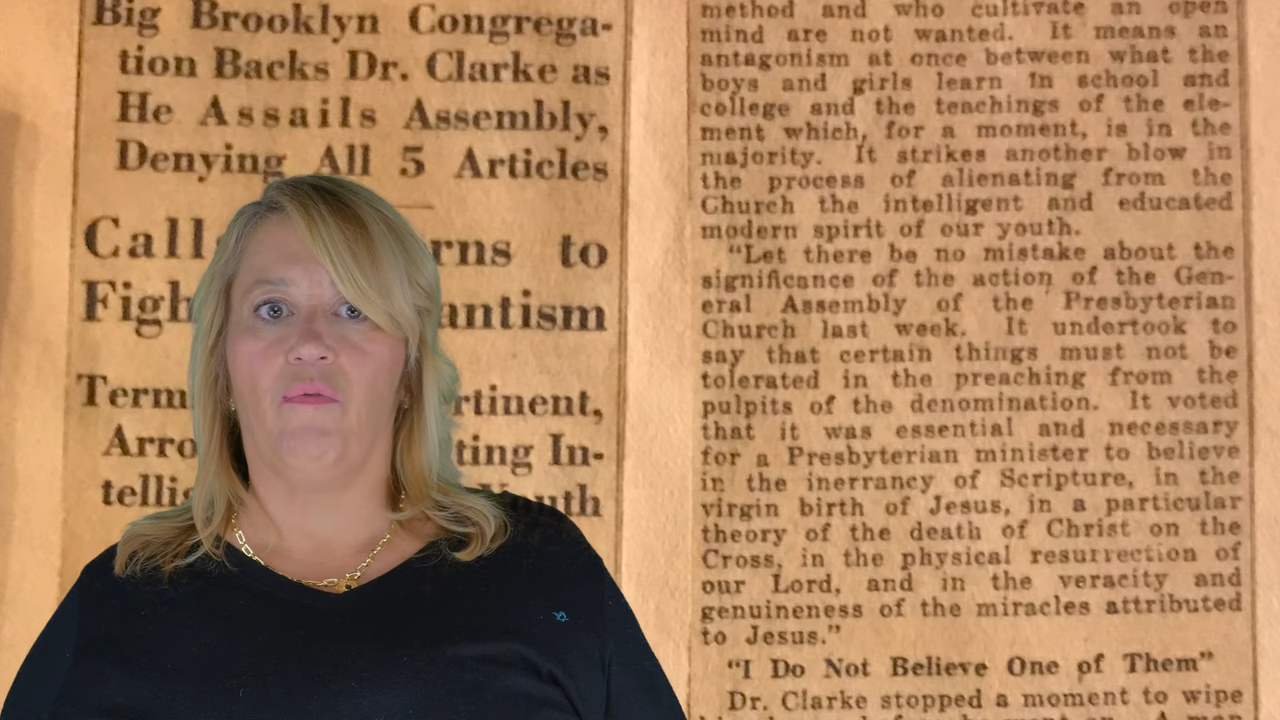 Big Brooklyn Congrega-
tion Backs Dr. Clarke as
He Assails Assembly,
Denying All 5 Articles
to
Term
tellig
method and who cultivate an open
mind are not wanted. It means an
antagonism at once between what the
boys and girls learn in school and
college and the teachings of the ele-
ment which, for a moment, is in the
majority. It strikes another blow in
the process of alienating from the
Church the intelligent and educated
modern spirit of our youth.
"Let there be no mistake about the
significance of the action of the Gen-
eral Assembly of the Presbyterian
Church last week. It undertook to
say that certain things must not be
tolerated in the preaching from the
pulpits of the denomination. It voted
that it was essential and necessary
for a Presbyterian minister to believe
in the inerrancy of Scripture, in the
virgin birth of Jesus, in a particular
theory of the death of Christ on the
Cross, in the physical resurrection of
our Lord, and in the veracity and
genuineness of the miracles attributed
to Jesus."
"I Do Not Believe One of Them"
Dr. Clarke stopped a moment to wipe